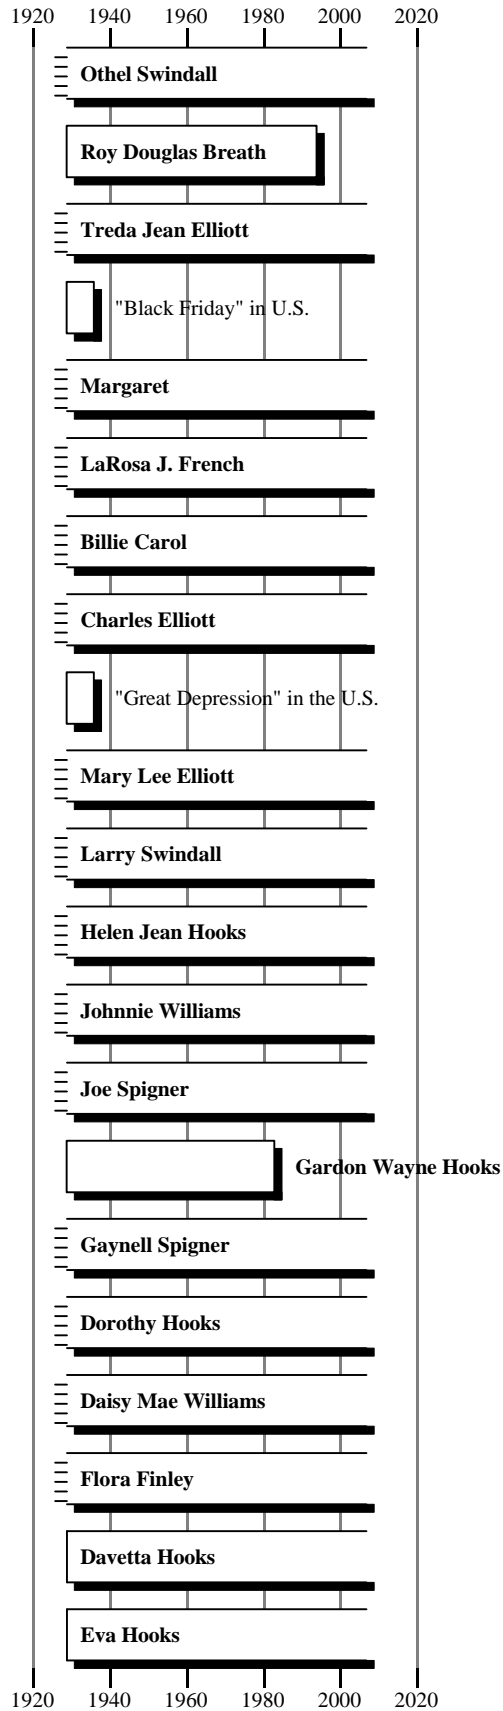 1920 1940 1960 1980 2000 2020
Othel Swindall
Roy Douglas Breath
Treda Jean Elliott
"Black Friday" in U.S.
Margaret
LaRosa J. French
Billie Carol
Charles Elliott
"Great Depression" in the U.S.
Mary Lee Elliott
Larry Swindall
Helen Jean Hooks
Johnnie Williams
Joe Spigner
Gardon Wayne Hooks
Gaynell Spigner
Dorothy Hooks
Daisy Mae Williams
Flora Finley
Davetta Hooks
Eva Hooks
1920 1940 1960 1980 2000 2020